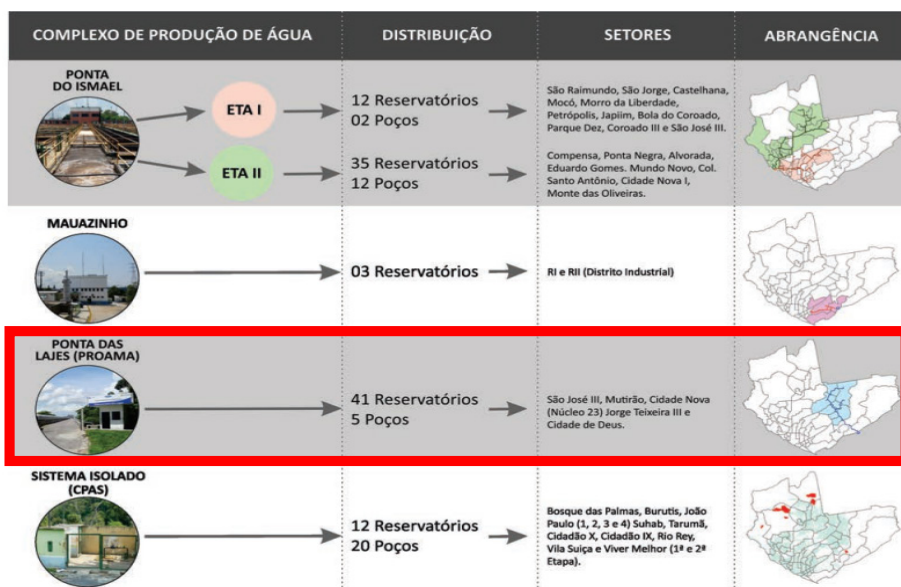 COMPLEXO DE PRODUÇÃO DE ÁGUA
DISTRIBUIÇÃO
SETORES
ABRANGÊNCIA
PONTA
DO ISMAEL
ETA I
12 Reservatórios
02 Poços
São Raimundo, São Jorge, Castelhana,
Mocó, Morro da Liberdade,
Petrópolis, Japiim, Bola do Coroado,
Parque Dez, Coroado III e São José III.
ETA II
35 Reservatórios
12 Poços
Compensa, Ponta Negra, Alvorada,
Eduardo Gomes. Mundo Novo, Col.
Santo Antônio, Cidade Nova I,
Monte das Oliveiras.
MAUAZINHO
03 Reservatórios
RI e RII (Distrito Industrial)
PONTA DAS
LAJES (PROAMA)
41 Reservatórios
5 Poços
São José III, Mutirão, Cidade Nova
(Núcleo 23) Jorge Teixeira III e
Cidade de Deus.
SISTEMA ISOLADO
(CPAS)
12 Reservatórios
20 Poços
Bosque das Palmas, Burutis, João
Paulo (1, 2, 3 e 4) Suhab, Tarumã,
Cidadão X, Cidadão IX, Rio Rey,
Vila Suiça e Viver Melhor (1ª e 2ª
Etapa).